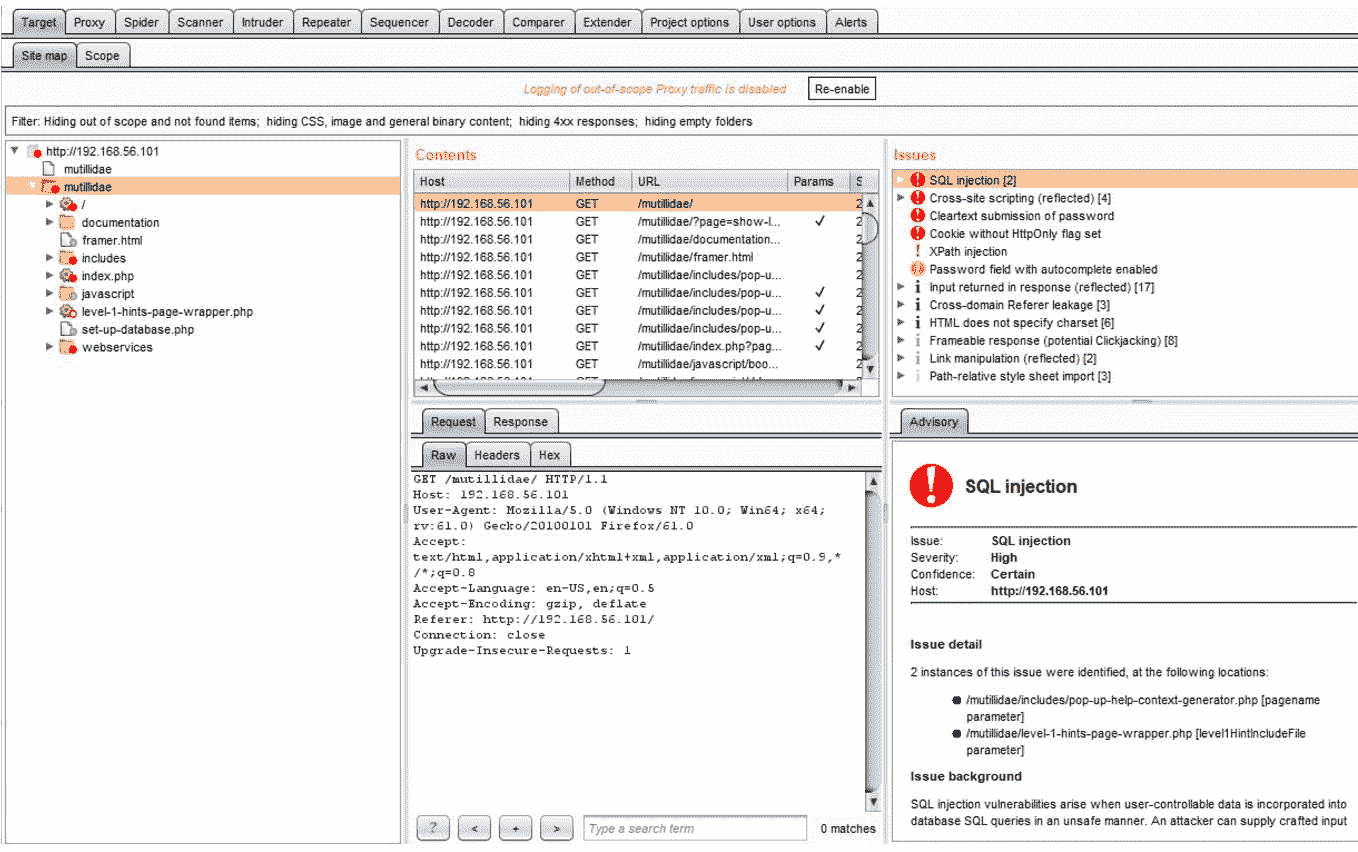 Target Proxy Spider Scanner Intruder Repeater Sequencer Decoder Comparer Extender Project options User options Alerts
Site map Scope
Logging of out-of-scope Proxy traffic is disabled Re-enable
Filter: Hiding out of scope and not found items; hiding CSS, image and general binary content; hiding 4xx responses; hiding empty folders
http://192.168.56.101
mutillidae
mutillidae
/
documentation
framer.html
includes
index.php
javascript
level-1-hints-page-wrapper.php
set-up-database.php
webservices
Contents
Host Method URL Params S
http://192.168.56.101 GET /mutillidae/ 2
http://192.168.56.101 GET /mutillidae/?page=show-l... ✓ 2
http://192.168.56.101 GET /mutillidae/documentation... 2
http://192.168.56.101 GET /mutillidae/framer.html 2
http://192.168.56.101 GET /mutillidae/includes/pop-u... 2
http://192.168.56.101 GET /mutillidae/includes/pop-u... ✓ 2
http://192.168.56.101 GET /mutillidae/includes/pop-u... ✓ 2
http://192.168.56.101 GET /mutillidae/includes/pop-u... ✓ 2
http://192.168.56.101 GET /mutillidae/index.php?pag... ✓ 2
http://192.168.56.101 GET /mutillidae/javascript/boo... 2
Request Response
Raw Headers Hex
GET /mutillidae/ HTTP/1.1
Host: 192.168.56.101
User-Agent: Mozilla/5.0 (Windows NT 10.0; Win64; x64;
rv:61.0) Gecko/20100101 Firefox/61.0
Accept:
text/html,application/xhtml+xml,application/xml;q=0.9,*
/*;q=0.8
Accept-Language: en-US,en;q=0.5
Accept-Encoding: gzip, deflate
Referer: http://192.168.56.101/
Connection: close
Upgrade-Insecure-Requests: 1
? < + > Type a search term 0 matches
Issues
SQL injection [2]
Cross-site scripting (reflected) [4]
Cleartext submission of password
Cookie without HttpOnly flag set
XPath injection
Password field with autocomplete enabled
Input returned in response (reflected) [17]
Cross-domain Referer leakage [3]
HTML does not specify charset [6]
Frameable response (potential Clickjacking) [8]
Link manipulation (reflected) [2]
Path-relative style sheet import [3]
Advisory
SQL injection
Issue: SQL injection
Severity: High
Confidence: Certain
Host: http://192.168.56.101
Issue detail
2 instances of this issue were identified, at the following locations:
/mutillidae/includes/pop-up-help-context-generator.php [pagename
parameter]
/mutillidae/level-1-hints-page-wrapper.php [level1HintIncludeFile
parameter]
Issue background
SQL injection vulnerabilities arise when user-controllable data is incorporated into
database SQL queries in an unsafe manner. An attacker can supply crafted input